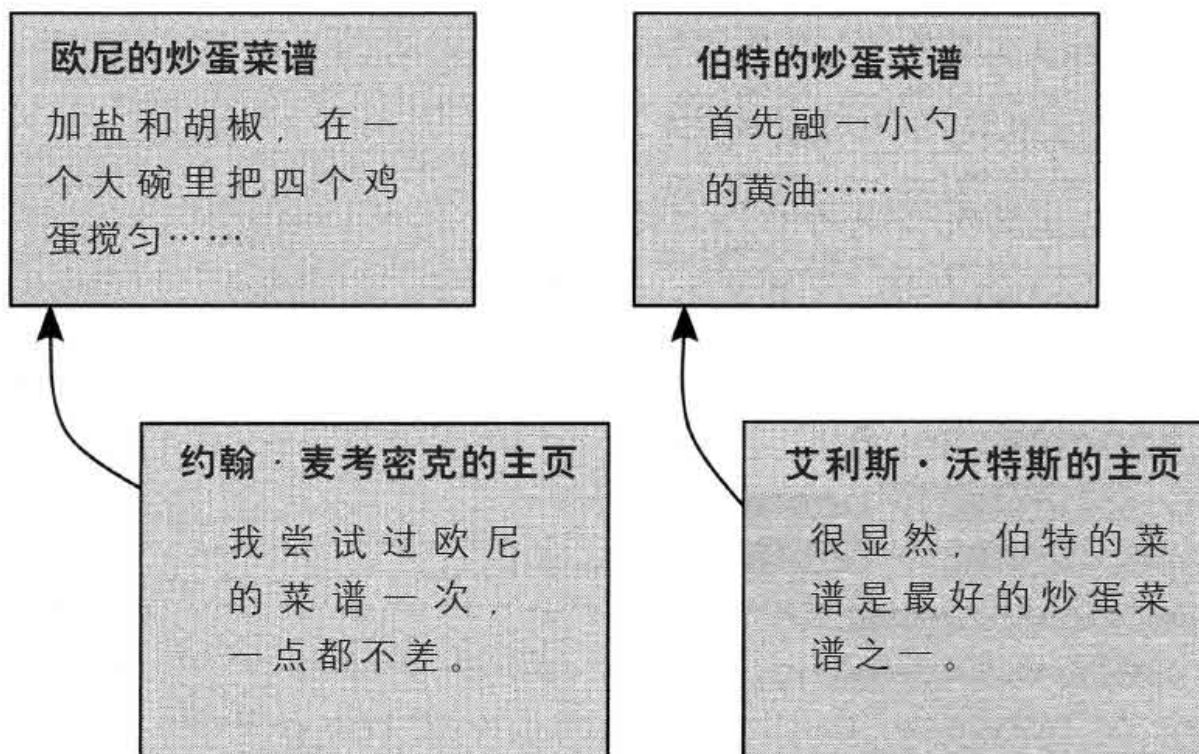 欧尼的炒蛋菜谱
加盐和胡椒，在一
个大碗里把四个鸡
蛋搅匀……
伯特的炒蛋菜谱
首先融一小勺
的黄油……
约翰·麦考密克的主页
我尝试过欧尼
的菜谱一次，
一点都不差。
艾利斯·沃特斯的主页
很显然，伯特的菜
谱是最好的炒蛋菜
谱之一。